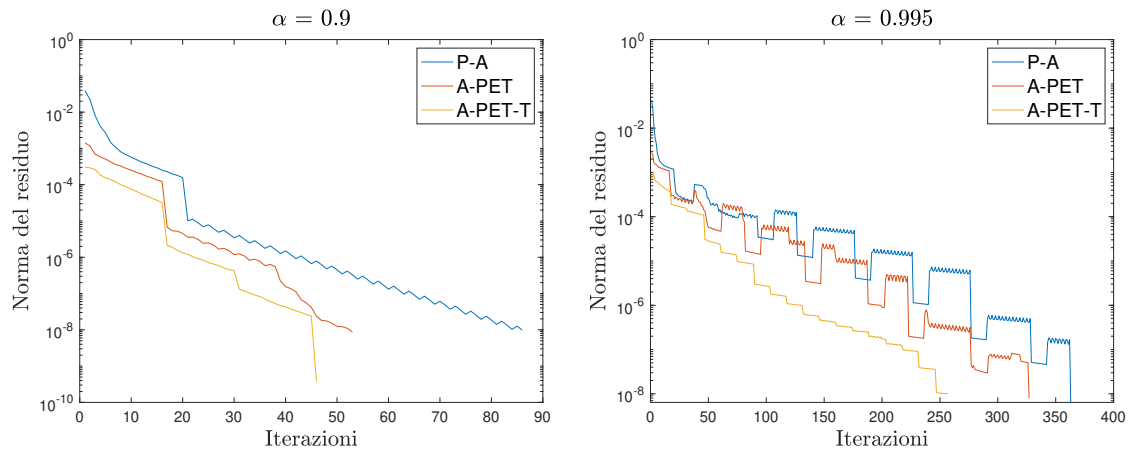 α = 0.9
10^0
10^-2
10^-4
10^-6
10^-8
10^-10
Norma del residuo
0 10 20 30 40 50 60 70 80 90
Iterazioni
P-A
A-PET
A-PET-T
α = 0.995
10^0
10^-2
10^-4
10^-6
10^-8
Norma del residuo
0 50 100 150 200 250 300 350 400
Iterazioni
P-A
A-PET
A-PET-T